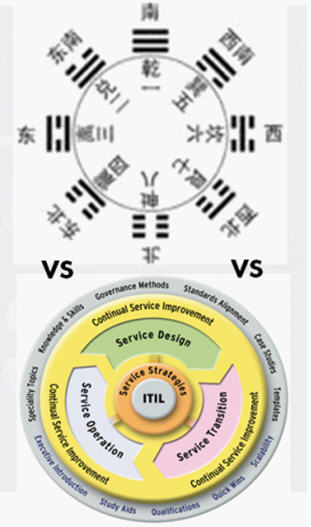 南
东南
西南
乾
一
兑
二
巽
五
东
离
三
坎
六
西
震
四
艮
七
坤
八
东北
西北
北
VS
VS
Governance Methods
Standards Alignment
Knowledge & Skills
Case Studies
Continual Service Improvement
Service Design
Speciality Topics
Templates
Service Strategies
ITIL
Service Operation
Service Transition
Continual Service Improvement
Continual Service Improvement
Executive Introduction
Scalability
Study Aids
Qualifications
Quick Wins